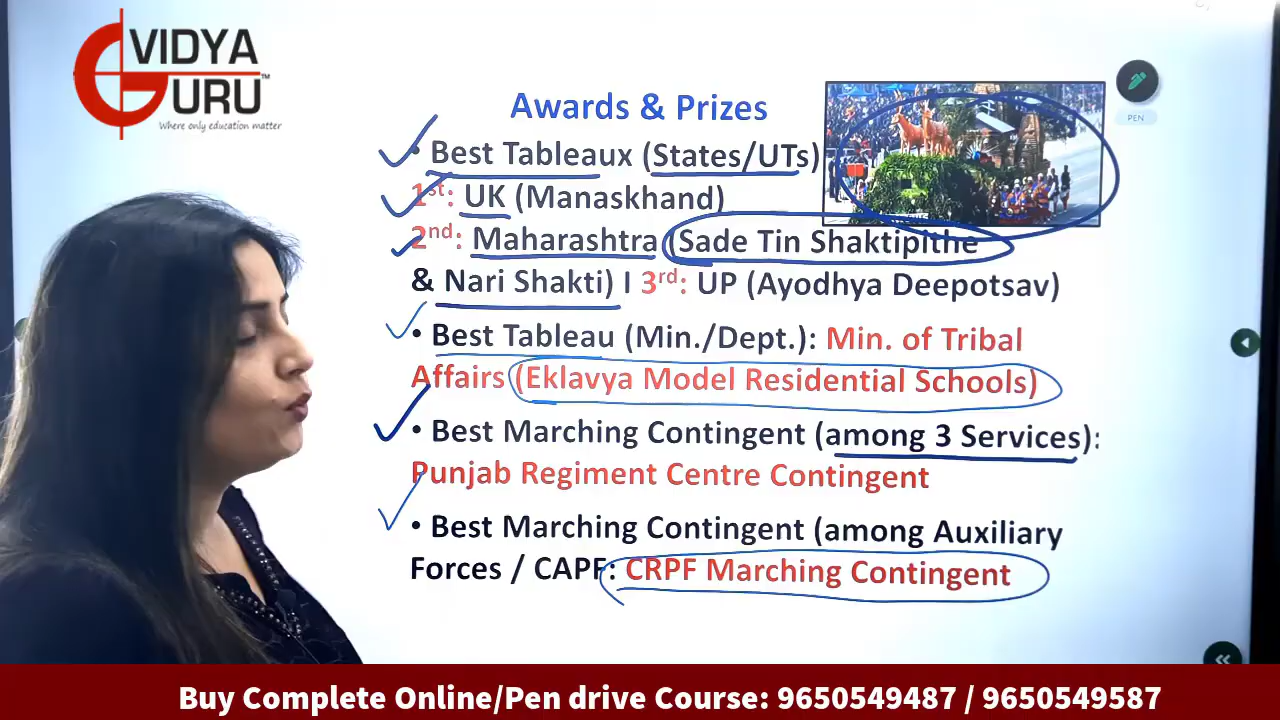 VIDYA
GURU™
Where only education matter
Awards & Prizes
PEN
• Best Tableaux (States/UTs)
1st: UK (Manaskhand)
2nd: Maharashtra (Sade Tin Shaktipithe
& Nari Shakti) I 3rd: UP (Ayodhya Deepotsav)
• Best Tableau (Min./Dept.): Min. of Tribal
Affairs (Eklavya Model Residential Schools)
• Best Marching Contingent (among 3 Services):
Punjab Regiment Centre Contingent
• Best Marching Contingent (among Auxiliary
Forces / CAPF: CRPF Marching Contingent
Buy Complete Online/Pen drive Course: 9650549487 / 9650549587